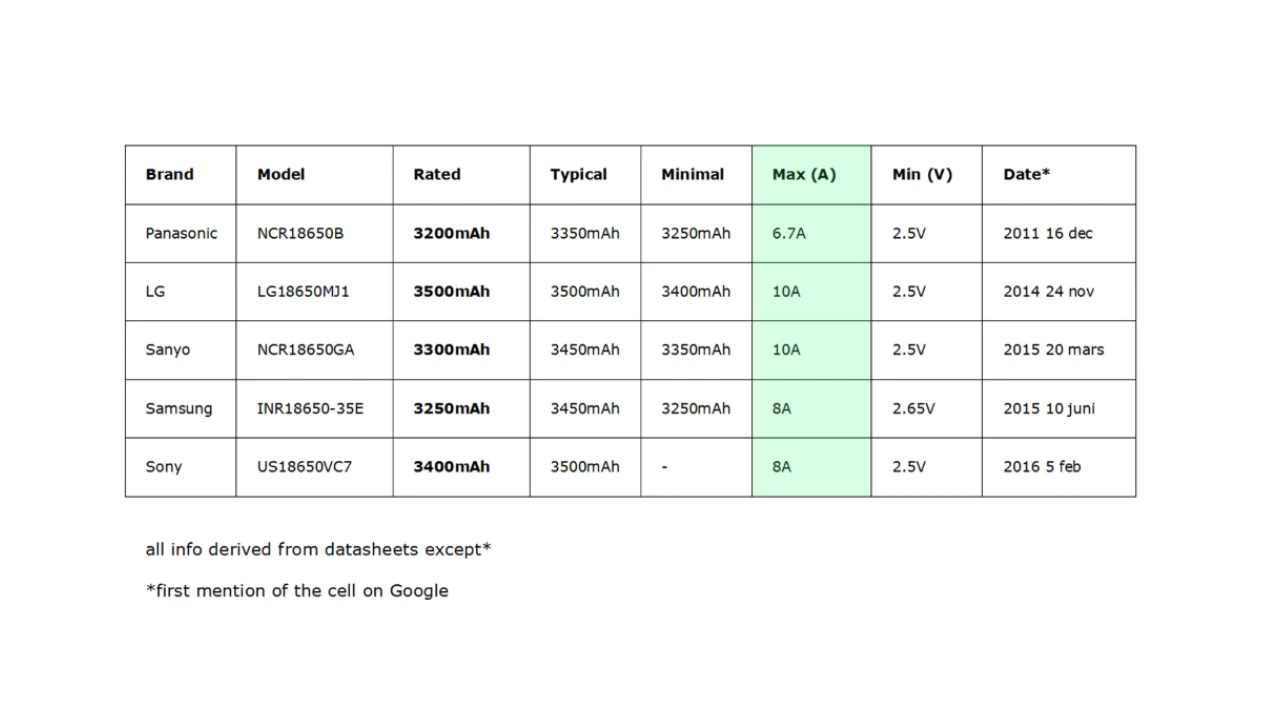 Brand Model Rated Typical Minimal Max (A) Min (V) Date*
Panasonic NCR18650B 3200mAh 3350mAh 3250mAh 6.7A 2.5V 2011 16 dec
LG LG18650MJ1 3500mAh 3500mAh 3400mAh 10A 2.5V 2014 24 nov
Sanyo NCR18650GA 3300mAh 3450mAh 3350mAh 10A 2.5V 2015 20 mars
Samsung INR18650-35E 3250mAh 3450mAh 3250mAh 8A 2.65V 2015 10 juni
Sony US18650VC7 3400mAh 3500mAh - 8A 2.5V 2016 5 feb
all info derived from datasheets except*
*first mention of the cell on Google